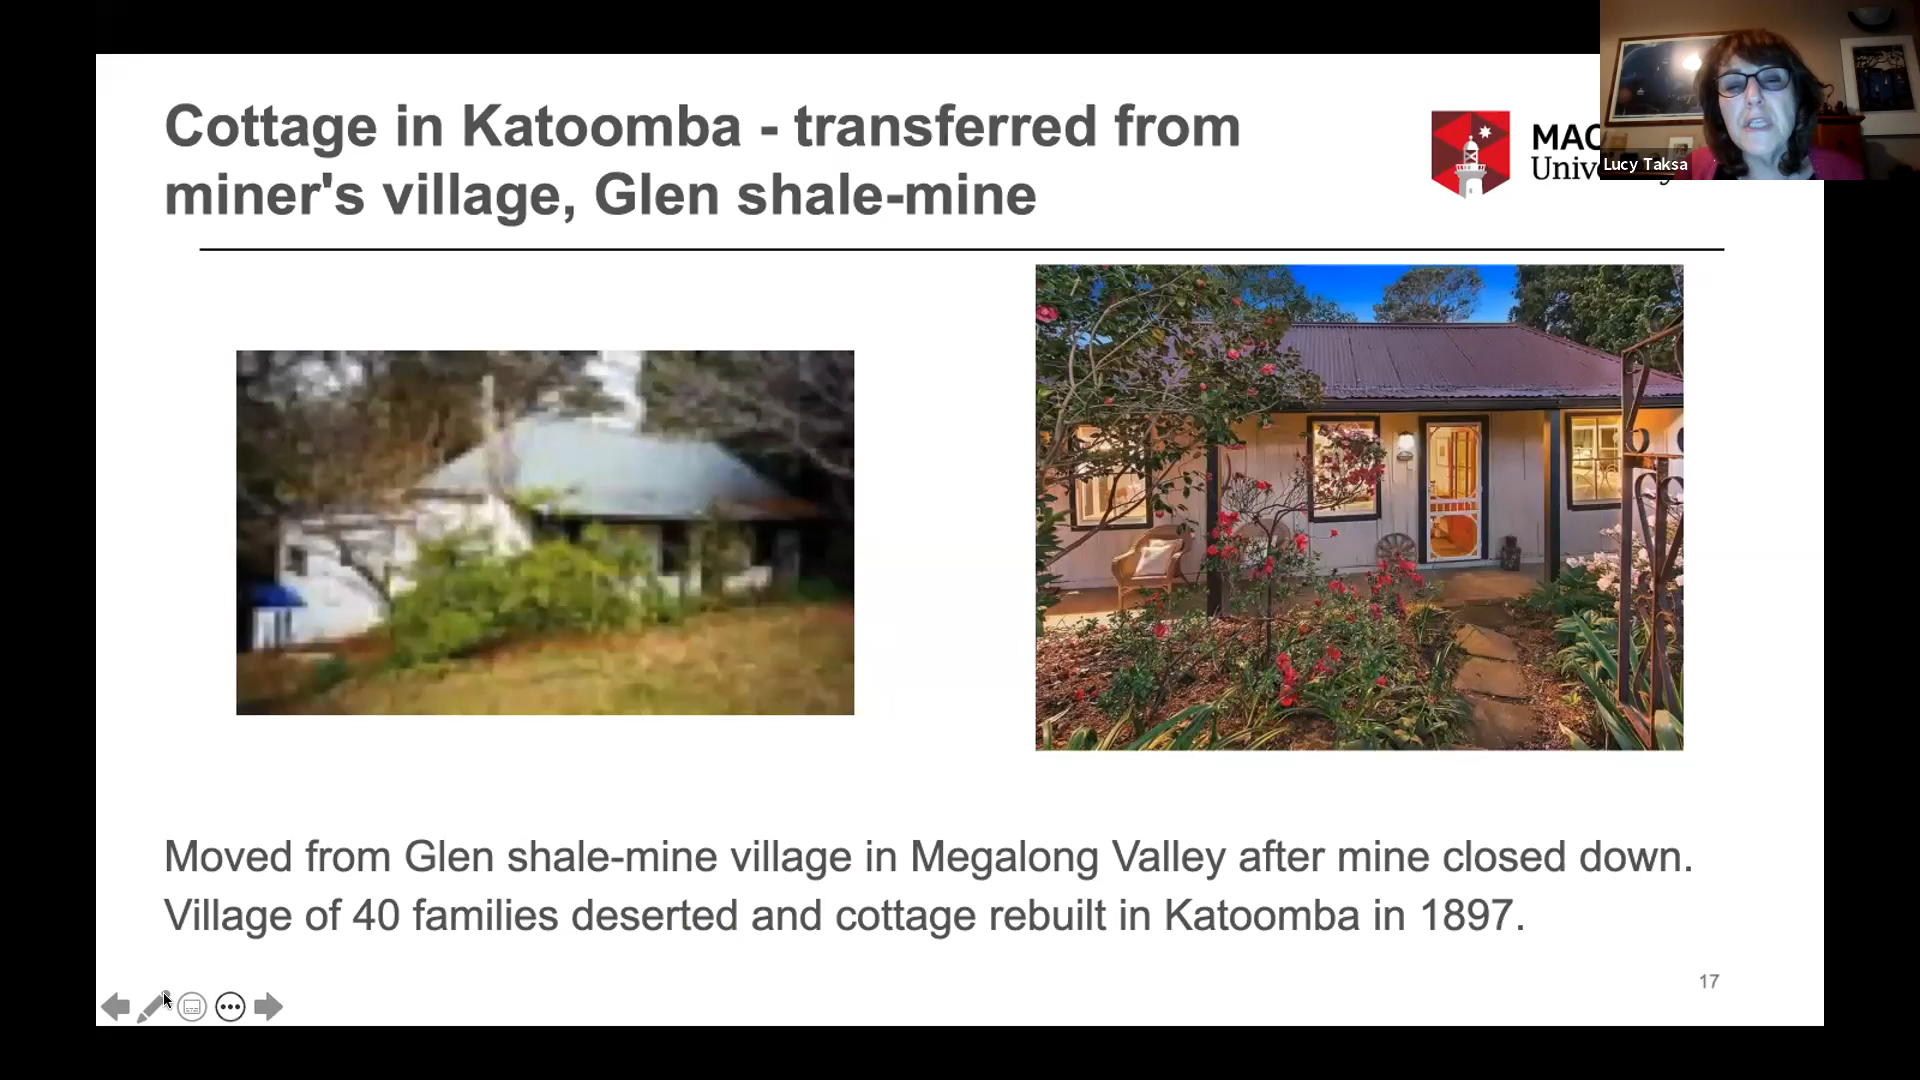 Cottage in Katoomba - transferred from
miner's village, Glen shale-mine
MAC
Univ
Lucy Taksa
Moved from Glen shale-mine village in Megalong Valley after mine closed down.
Village of 40 families deserted and cottage rebuilt in Katoomba in 1897.
17